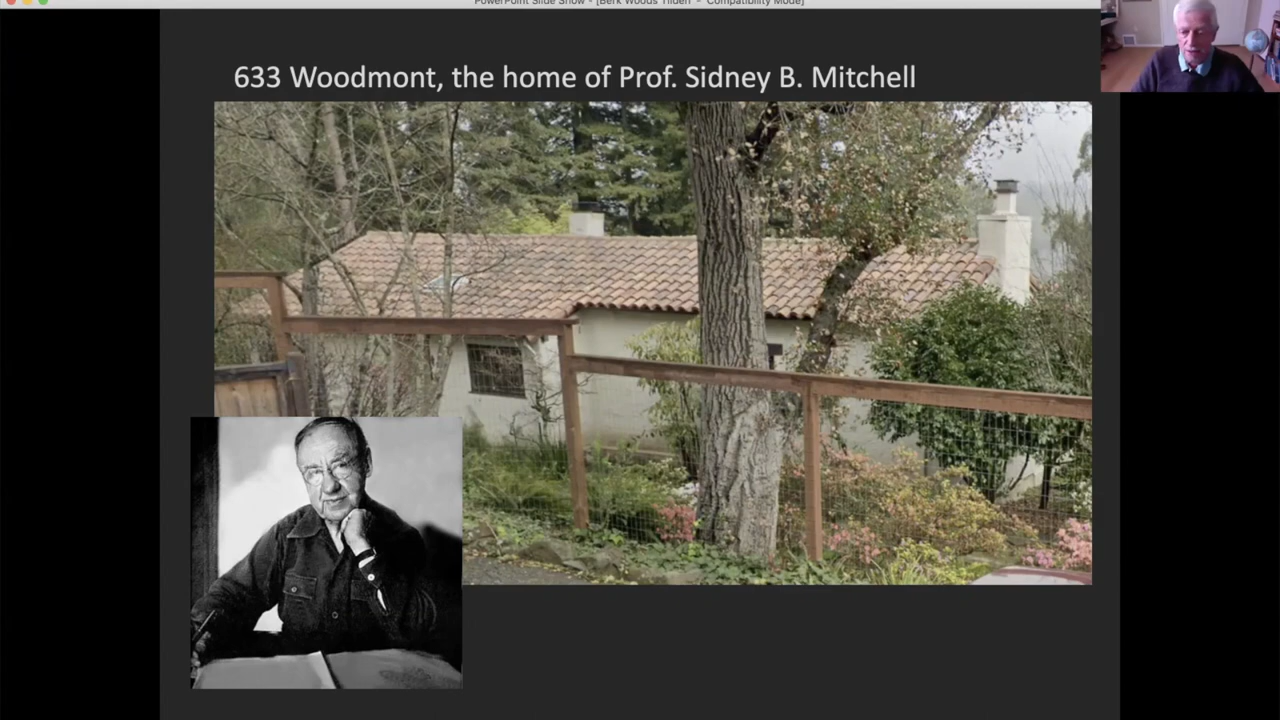 PowerPoint Slide Show - [Berk Woods Tilden - Compatibility Mode]
633 Woodmont, the home of Prof. Sidney B. Mitchell